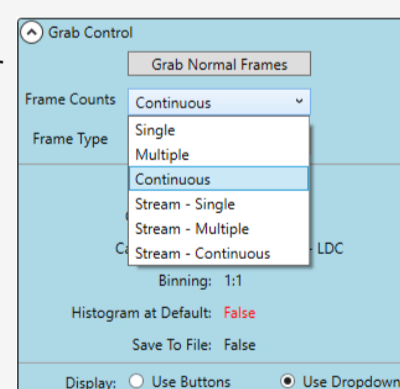 Grab Control
Grab Normal Frames
Frame Counts Continuous
Single
Frame Type
Multiple
Continuous
Stream - Single
Stream - Multiple
Stream - Continuous - LDC
Binning: 1:1
Histogram at Default: False
Save To File: False
Display: Use Buttons Use Dropdown